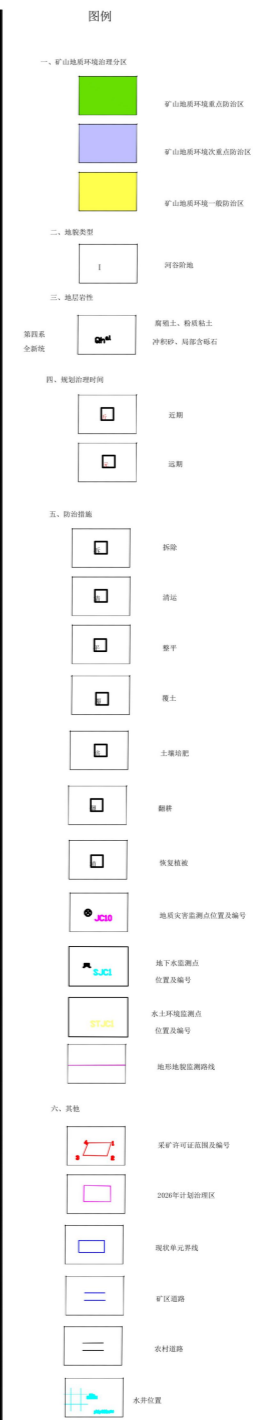 图例
一、矿山地质环境治理分区
矿山地质环境重点防治区
矿山地质环境次重点防治区
矿山地质环境一般防治区
二、地貌类型
I 河谷阶地
三、地层岩性
第四系
全新统
Qhal
腐殖土、粉质粘土
冲积砂、局部含砾石
四、规划治理时间
近期
远期
五、防治措施
拆除
清运
整平
覆土
土壤培肥
翻耕
恢复植被
JC10 地质灾害监测点位置及编号
SJC1 地下水监测点
位置及编号
STJC1 水土环境监测点
位置及编号
地形地貌监测路线
六、其他
4 1
3 2
采矿许可证范围及编号
2026年计划治理区
现状单元界线
矿区道路
农村道路
水井位置